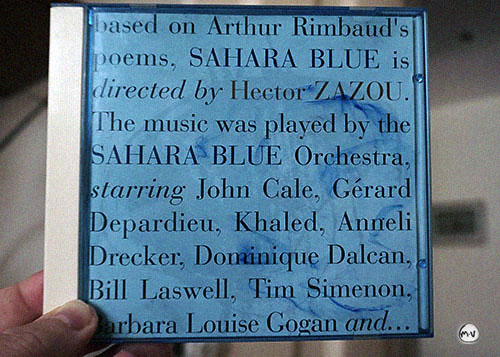 based on Arthur Rimbaud's
poems, SAHARA BLUE is
directed by Hector ZAZOU.
The music was played by the
SAHARA BLUE Orchestra,
starring John Cale, Gérard
Depardieu, Khaled, Anneli
Drecker, Dominique Dalcan,
Bill Laswell, Tim Simenon,
Barbara Louise Gogan and...